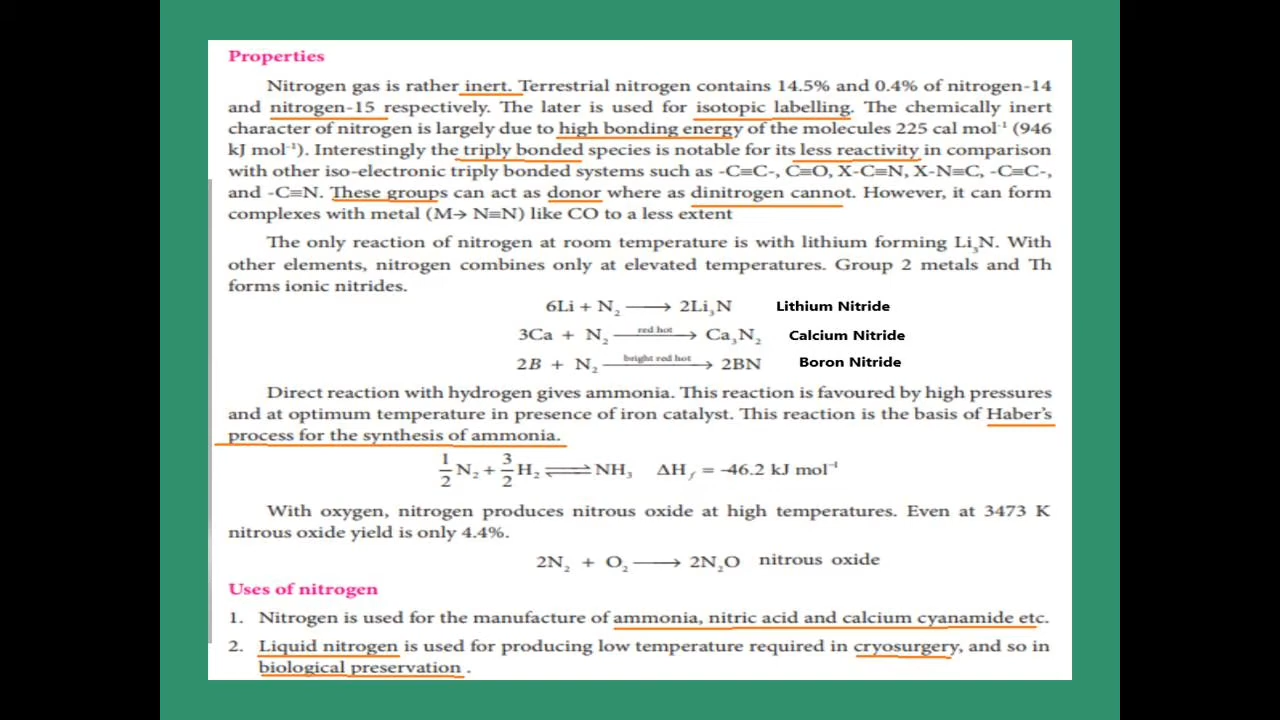 Properties
Nitrogen gas is rather inert. Terrestrial nitrogen contains 14.5% and 0.4% of nitrogen-14
and nitrogen-15 respectively. The later is used for isotopic labelling. The chemically inert
character of nitrogen is largely due to high bonding energy of the molecules 225 cal mol⁻¹ (946
kJ mol⁻¹). Interestingly the triply bonded species is notable for its less reactivity in comparison
with other iso-electronic triply bonded systems such as -C≡C-, C≡O, X-C≡N, X-N≡C, -C≡C-,
and -C≡N. These groups can act as donor where as dinitrogen cannot. However, it can form
complexes with metal (M→ N≡N) like CO to a less extent
The only reaction of nitrogen at room temperature is with lithium forming Li₃N. With
other elements, nitrogen combines only at elevated temperatures. Group 2 metals and Th
forms ionic nitrides.
6Li + N₂ ⟶ 2Li₃N Lithium Nitride
3Ca + N₂ —red hot→ Ca₃N₂ Calcium Nitride
2B + N₂ —bright red hot→ 2BN Boron Nitride
Direct reaction with hydrogen gives ammonia. This reaction is favoured by high pressures
and at optimum temperature in presence of iron catalyst. This reaction is the basis of Haber's
process for the synthesis of ammonia.
1/2 N₂ + 3/2 H₂ ⇌ NH₃ ΔH_f = -46.2 kJ mol⁻¹
With oxygen, nitrogen produces nitrous oxide at high temperatures. Even at 3473 K
nitrous oxide yield is only 4.4%.
2N₂ + O₂ ⟶ 2N₂O nitrous oxide
Uses of nitrogen
1. Nitrogen is used for the manufacture of ammonia, nitric acid and calcium cyanamide etc.
2. Liquid nitrogen is used for producing low temperature required in cryosurgery, and so in
biological preservation .